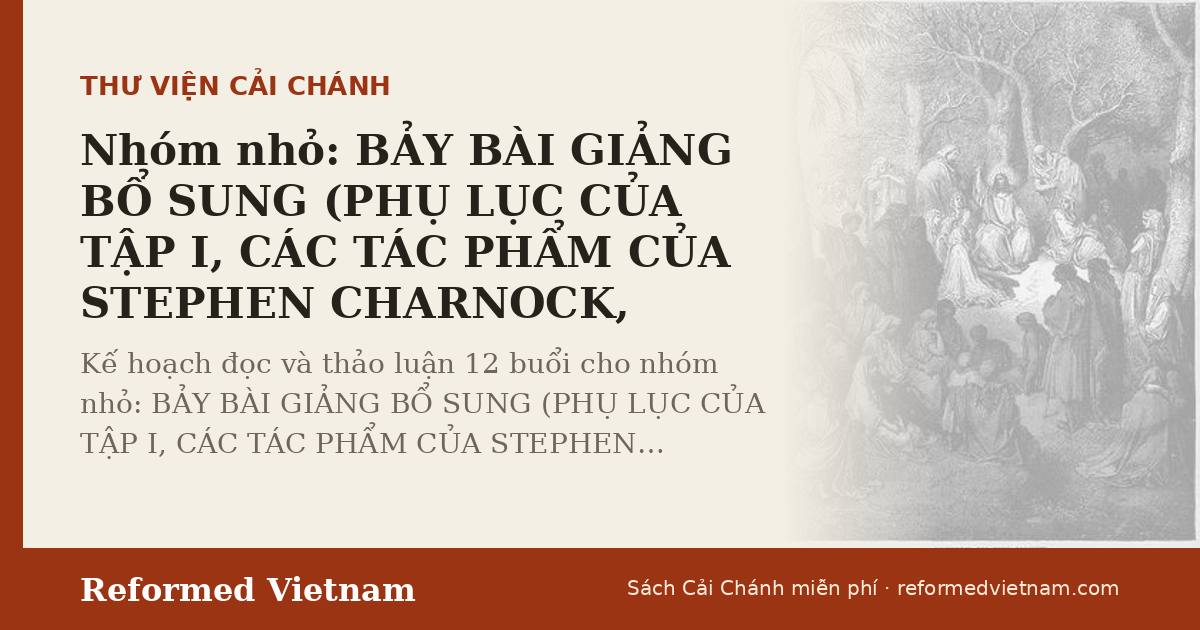 THƯ VIỆN CẢI CHÁNH
Nhóm nhỏ: BẢY BÀI GIẢNG
BỔ SUNG (PHỤ LỤC CỦA
TẬP I, CÁC TÁC PHẨM CỦA
STEPHEN CHARNOCK,
Kế hoạch đọc và thảo luận 12 buổi cho nhóm
nhỏ: BẢY BÀI GIẢNG BỔ SUNG (PHỤ LỤC CỦA
TẬP I, CÁC TÁC PHẨM CỦA STEPHEN...
Reformed Vietnam
Sách Cải Chánh miễn phí · reformedvietnam.com